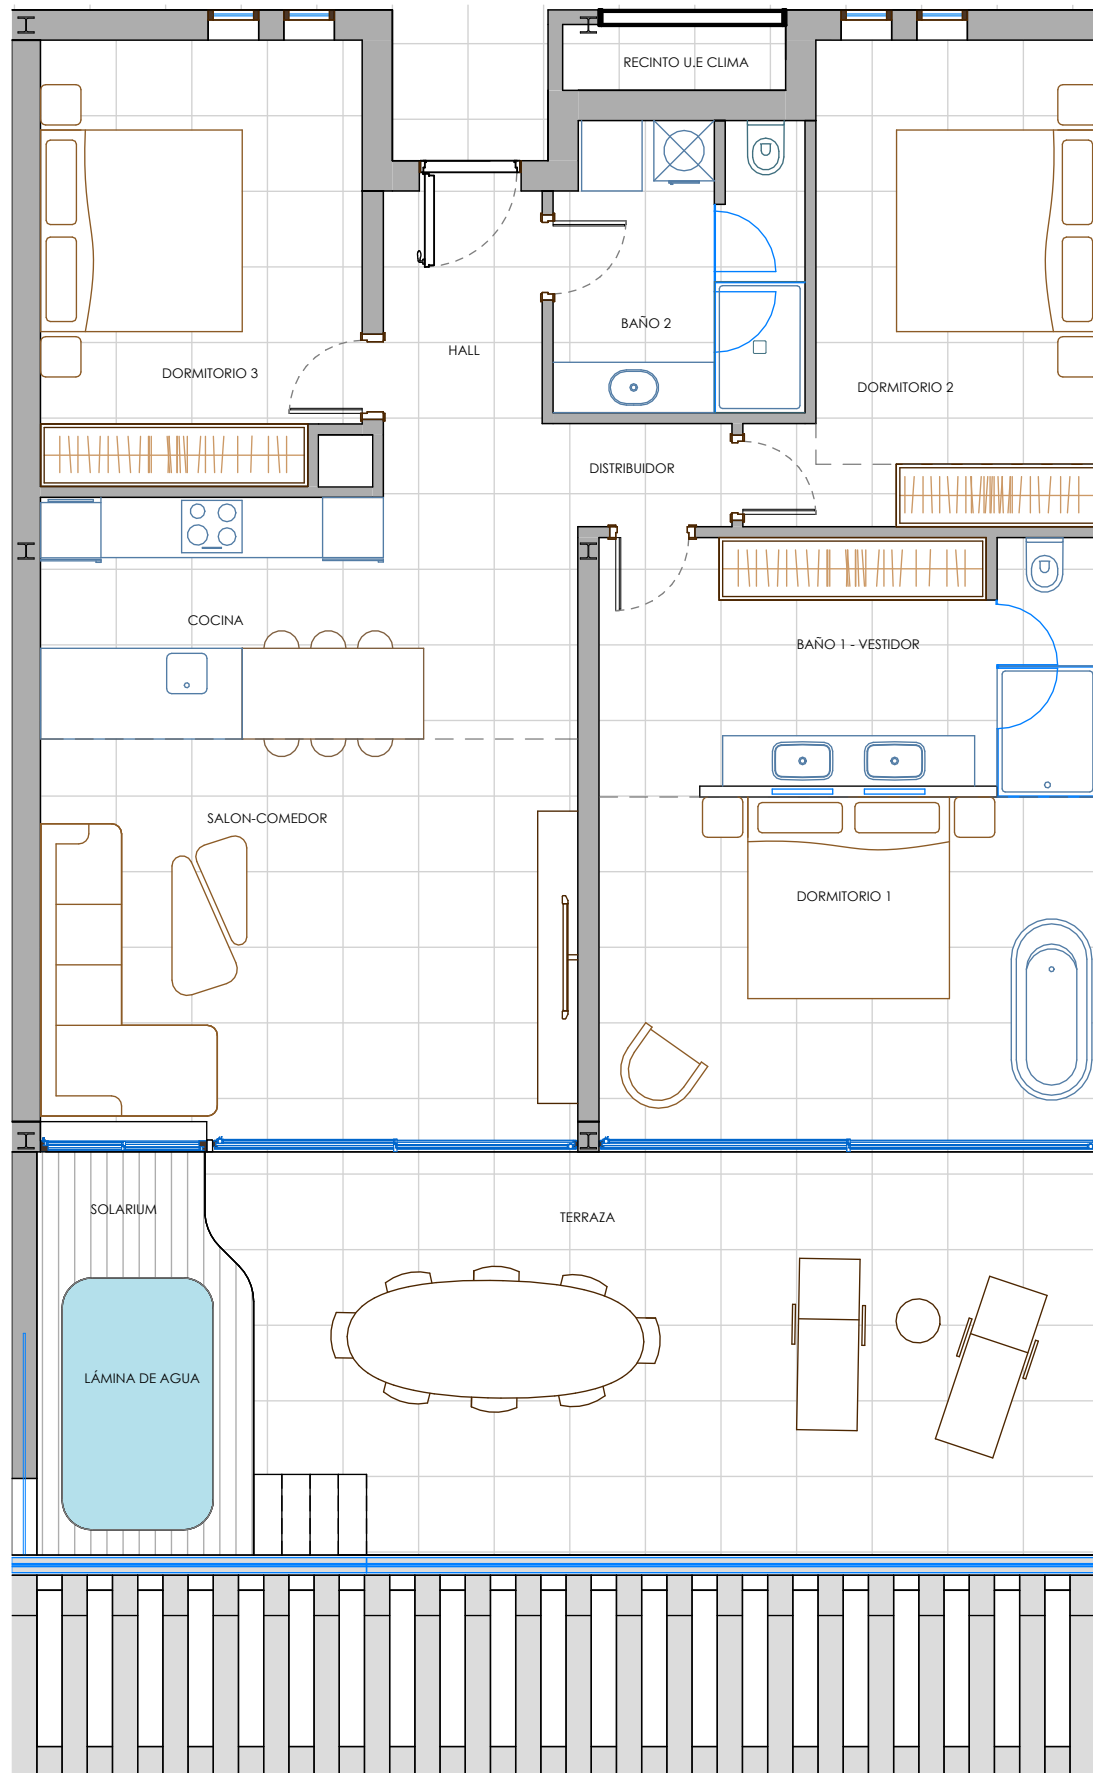 RECINTO U.E CLIMA
BAÑO 2
HALL
DORMITORIO 3
DORMITORIO 2
DISTRIBUIDOR
COCINA
BAÑO 1 - VESTIDOR
SALON-COMEDOR
DORMITORIO 1
SOLARIUM
TERRAZA
LÁMINA DE AGUA